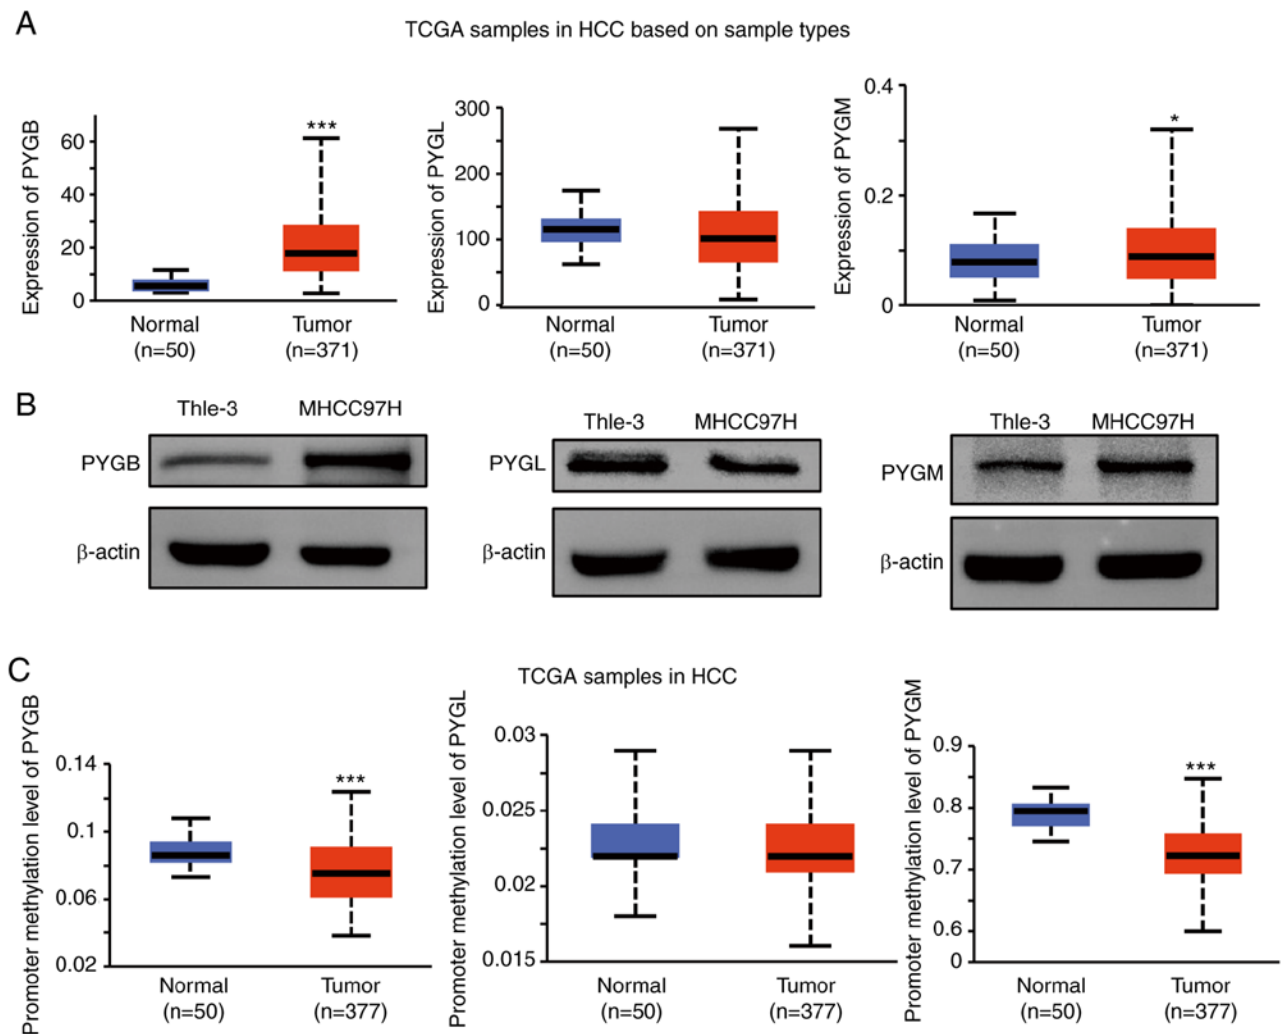 A
TCGA samples in HCC based on sample types
Expression of PYGB
60
40
20
0
***
Normal
(n=50)
Tumor
(n=371)
Expression of PYGL
300
200
100
0
Normal
(n=50)
Tumor
(n=371)
Expression of PYGM
0.4
0.2
0
*
Normal
(n=50)
Tumor
(n=371)
B
Thle-3 MHCC97H
PYGB
β-actin
Thle-3 MHCC97H
PYGL
β-actin
Thle-3 MHCC97H
PYGM
β-actin
C
TCGA samples in HCC
Promoter methylation level of PYGB
0.14
0.1
0.06
0.02
***
Normal
(n=50)
Tumor
(n=377)
Promoter methylation level of PYGL
0.03
0.025
0.02
0.015
Normal
(n=50)
Tumor
(n=377)
Promoter methylation level of PYGM
0.9
0.8
0.7
0.6
0
***
Normal
(n=50)
Tumor
(n=377)